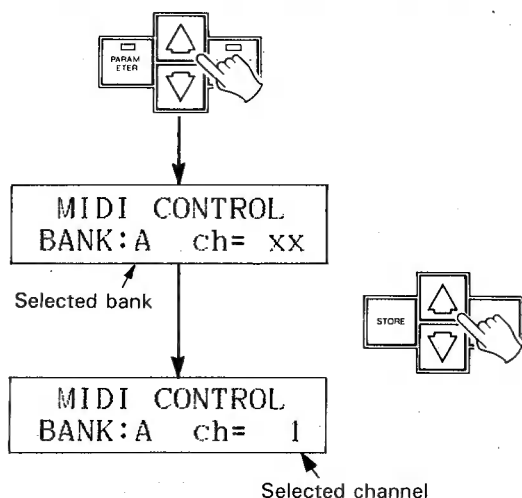 PARAM
ETER
MIDI CONTROL
BANK:A ch= xx
Selected bank
STORE
MIDI CONTROL
BANK:A ch= 1
Selected channel